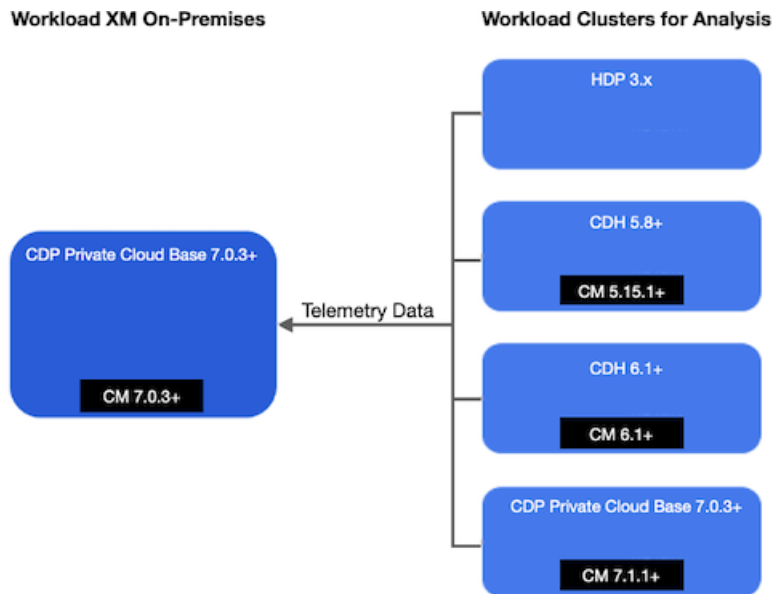 Workload XM On-Premises
Workload Clusters for Analysis
HDP 3.x
CDP Private Cloud Base 7.0.3+
CM 7.0.3+
Telemetry Data
CDH 5.8+
CM 5.15.1+
CDH 6.1+
CM 6.1+
CDP Private Cloud Base 7.0.3+
CM 7.1.1+